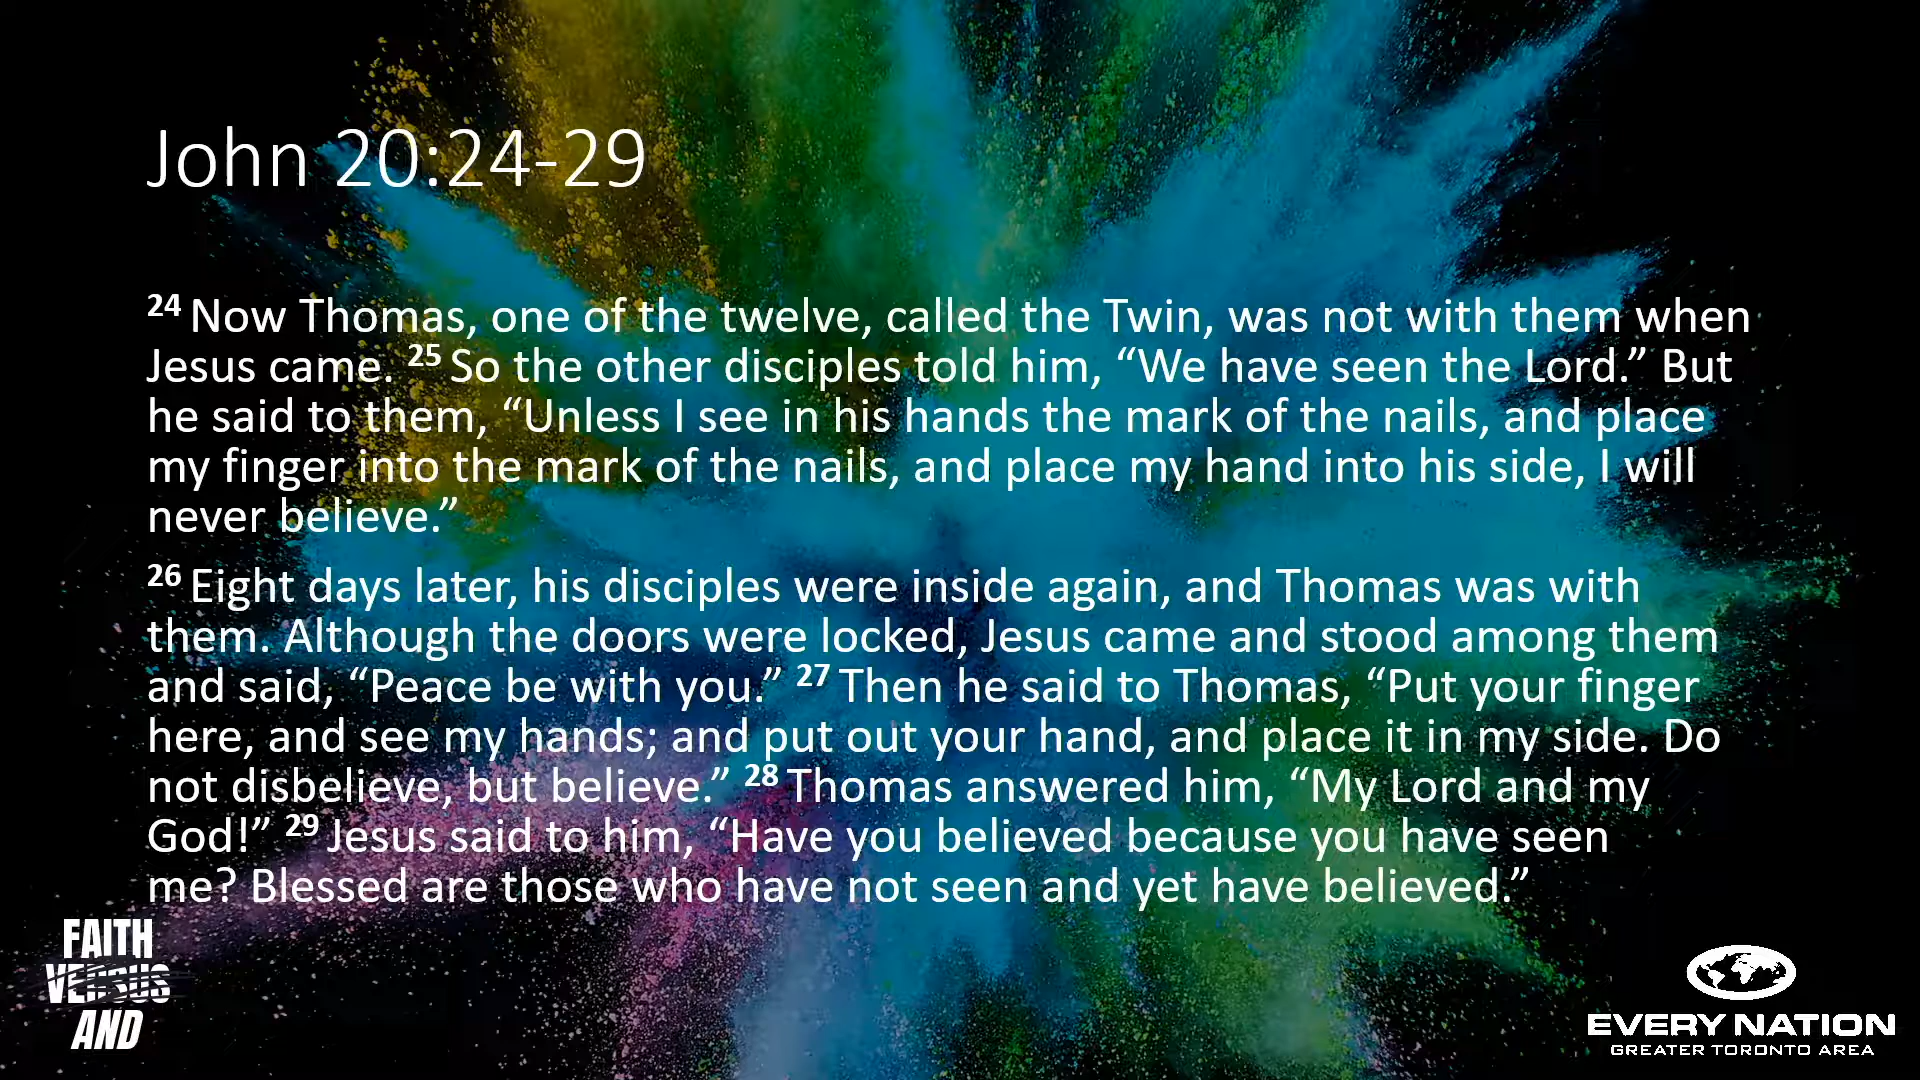 John 20:24-29
24 Now Thomas, one of the twelve, called the Twin, was not with them when
Jesus came. 25 So the other disciples told him, “We have seen the Lord.” But
he said to them, “Unless I see in his hands the mark of the nails, and place
my finger into the mark of the nails, and place my hand into his side, I will
never believe.”
26 Eight days later, his disciples were inside again, and Thomas was with
them. Although the doors were locked, Jesus came and stood among them
and said, “Peace be with you.” 27 Then he said to Thomas, “Put your finger
here, and see my hands; and put out your hand, and place it in my side. Do
not disbelieve, but believe.” 28 Thomas answered him, “My Lord and my
God!” 29 Jesus said to him, “Have you believed because you have seen
me? Blessed are those who have not seen and yet have believed.”
FAITH
VERSUS
AND
EVERY NATION
GREATER TORONTO AREA